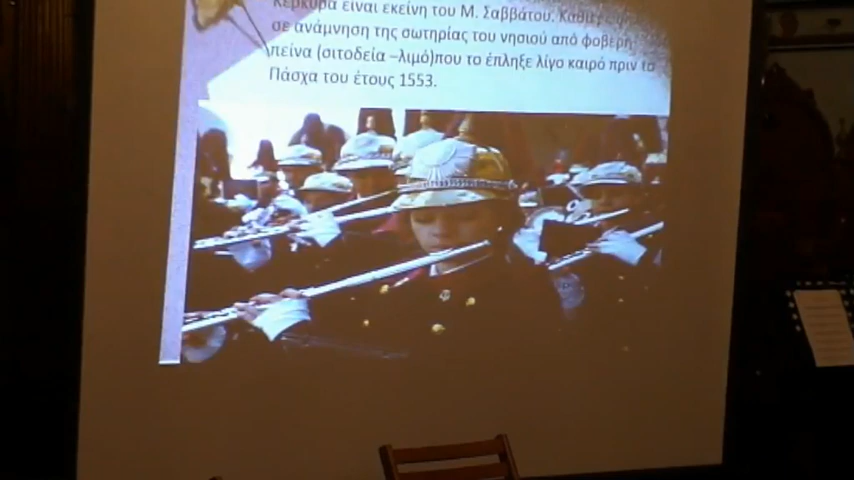 Κέρκυρα είναι εκείνη του Μ. Σαββάτου.
σε ανάμνηση της σωτηρίας του νησιού από φοβερή
πείνα (σιτοδεία –λιμό)που το έπληξε λίγο καιρό πριν το
Πάσχα του έτους 1553.